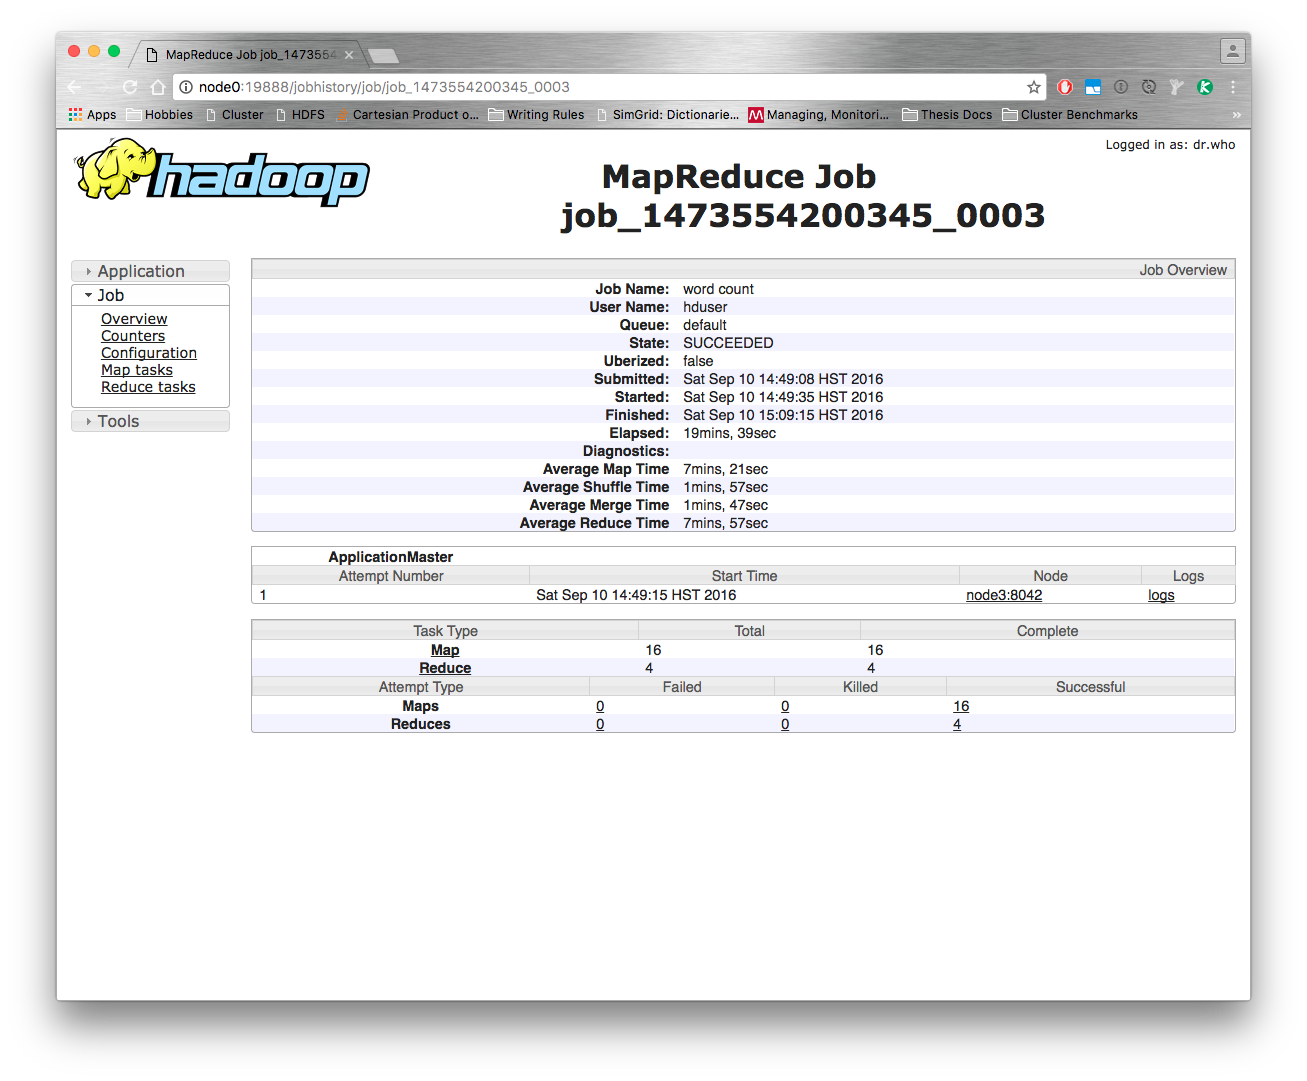 MapReduce Job job_1473554
node0:19888/jobhistory/job/job_1473554200345_0003
Apps Hobbies Cluster HDFS Cartesian Product o... Writing Rules SimGrid: Dictionarie... Managing, Monitori... Thesis Docs Cluster Benchmarks »
Logged in as: dr.who
hadoop
MapReduce Job
job_1473554200345_0003
Application
Job
Overview
Counters
Configuration
Map tasks
Reduce tasks
Tools
Job Overview
Job Name: word count
User Name: hduser
Queue: default
State: SUCCEEDED
Uberized: false
Submitted: Sat Sep 10 14:49:08 HST 2016
Started: Sat Sep 10 14:49:35 HST 2016
Finished: Sat Sep 10 15:09:15 HST 2016
Elapsed: 19mins, 39sec
Diagnostics:
Average Map Time 7mins, 21sec
Average Shuffle Time 1mins, 57sec
Average Merge Time 1mins, 47sec
Average Reduce Time 7mins, 57sec
ApplicationMaster
Attempt Number Start Time Node Logs
1 Sat Sep 10 14:49:15 HST 2016 node3:8042 logs
Task Type Total Complete
Map 16 16
Reduce 4 4
Attempt Type Failed Killed Successful
Maps 0 0 16
Reduces 0 0 4